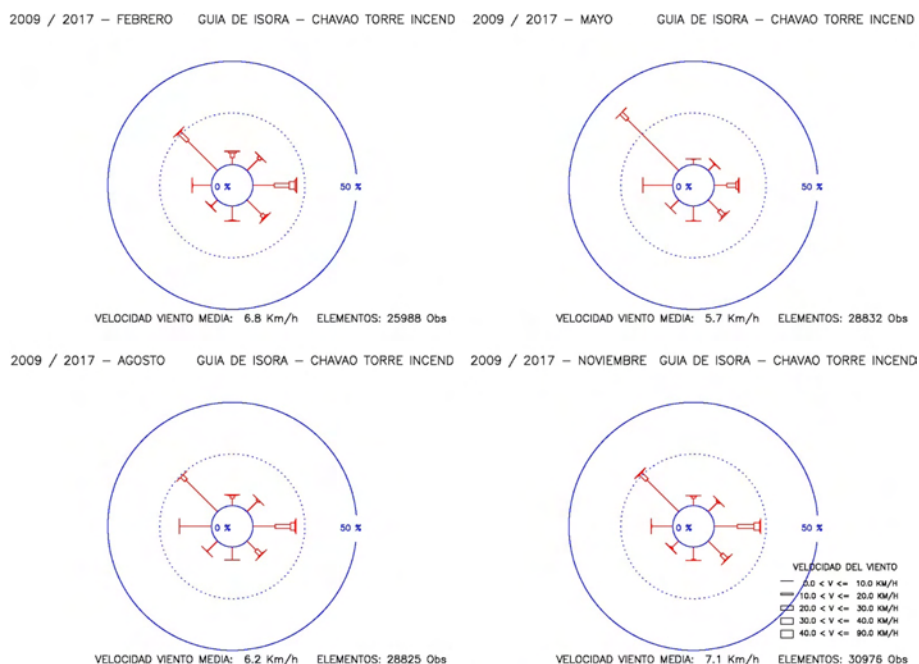 2009 / 2017 – FEBRERO GUIA DE ISORA – CHAVAO TORRE INCEND
0 %
50 %
VELOCIDAD VIENTO MEDIA: 6.8 Km/h ELEMENTOS: 25988 Obs
2009 / 2017 – MAYO GUIA DE ISORA – CHAVAO TORRE INCEND
0 %
50 %
VELOCIDAD VIENTO MEDIA: 5.7 Km/h ELEMENTOS: 28832 Obs
2009 / 2017 – AGOSTO GUIA DE ISORA – CHAVAO TORRE INCEND
0 %
50 %
VELOCIDAD VIENTO MEDIA: 6.2 Km/h ELEMENTOS: 28825 Obs
2009 / 2017 – NOVIEMBRE GUIA DE ISORA – CHAVAO TORRE INCEND
0 %
50 %
VELOCIDAD DEL VIENTO
0.0 < V <= 10.0 KM/H
10.0 < V <= 20.0 KM/H
20.0 < V <= 30.0 KM/H
30.0 < V <= 40.0 KM/H
40.0 < V <= 90.0 KM/H
VELOCIDAD VIENTO MEDIA: 7.1 Km/h ELEMENTOS: 30976 Obs